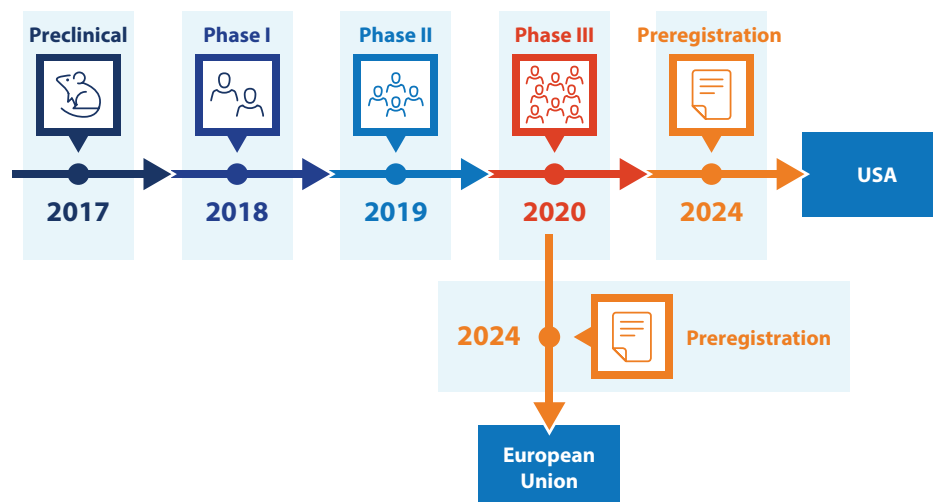 Preclinical
Phase I
Phase II
Phase III
Preregistration
2017
2018
2019
2020
2024
USA
2024
Preregistration
European
Union